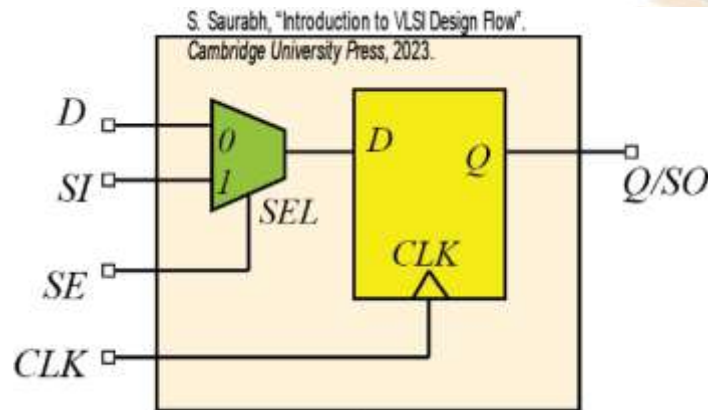 S. Saurabh, "Introduction to VLSI Design Flow".
Cambridge University Press, 2023.
D
0
D
Q
SI
1
Q/SO
SEL
CLK
SE
CLK